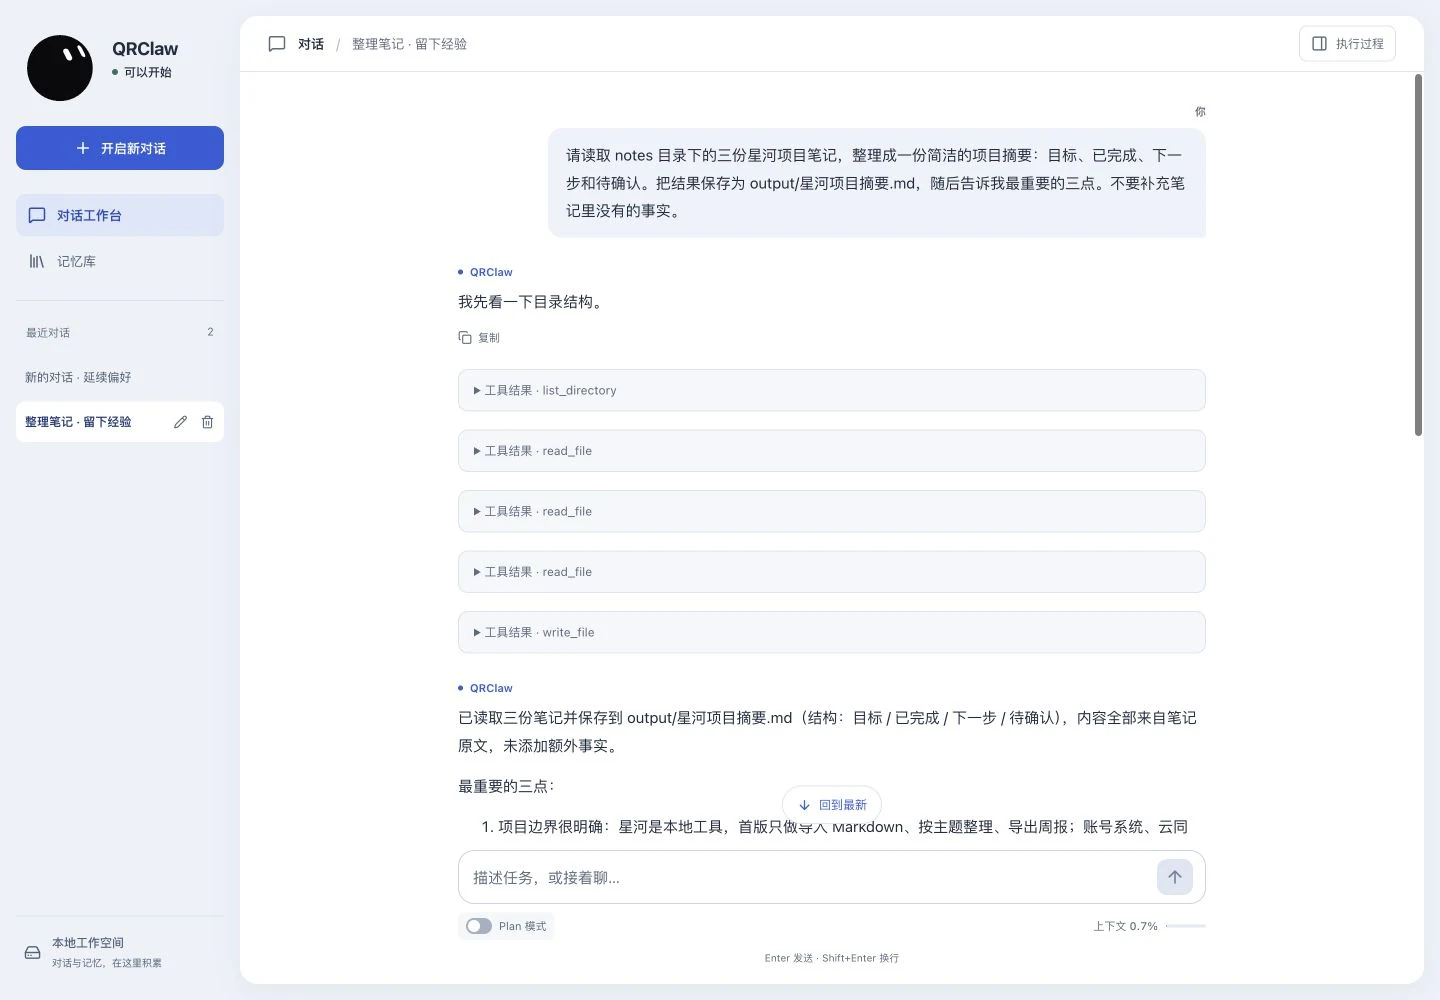 QRClaw
可以开始
开启新对话
对话工作台
记忆库
最近对话 2
新的对话 · 延续偏好
整理笔记 · 留下经验
本地工作空间
对话与记忆，在这里积累
对话 / 整理笔记 · 留下经验
执行过程
你
请读取 notes 目录下的三份星河项目笔记，整理成一份简洁的项目摘要：目标、已完成、下一
步和待确认。把结果保存为 output/星河项目摘要.md，随后告诉我最重要的三点。不要补充笔
记里没有的事实。
QRClaw
我先看一下目录结构。
复制
工具结果 · list_directory
工具结果 · read_file
工具结果 · read_file
工具结果 · read_file
工具结果 · write_file
QRClaw
已读取三份笔记并保存到 output/星河项目摘要.md（结构：目标 / 已完成 / 下一步 / 待确认），内容全部来自笔记
原文，未添加额外事实。
最重要的三点：
回到最新
1. 项目边界很明确：星河是本地工具，首版只做导入 Markdown、按主题整理、导出周报；账号系统、云同
描述任务，或接着聊...
Plan 模式
上下文 0.7%
Enter 发送 · Shift+Enter 换行